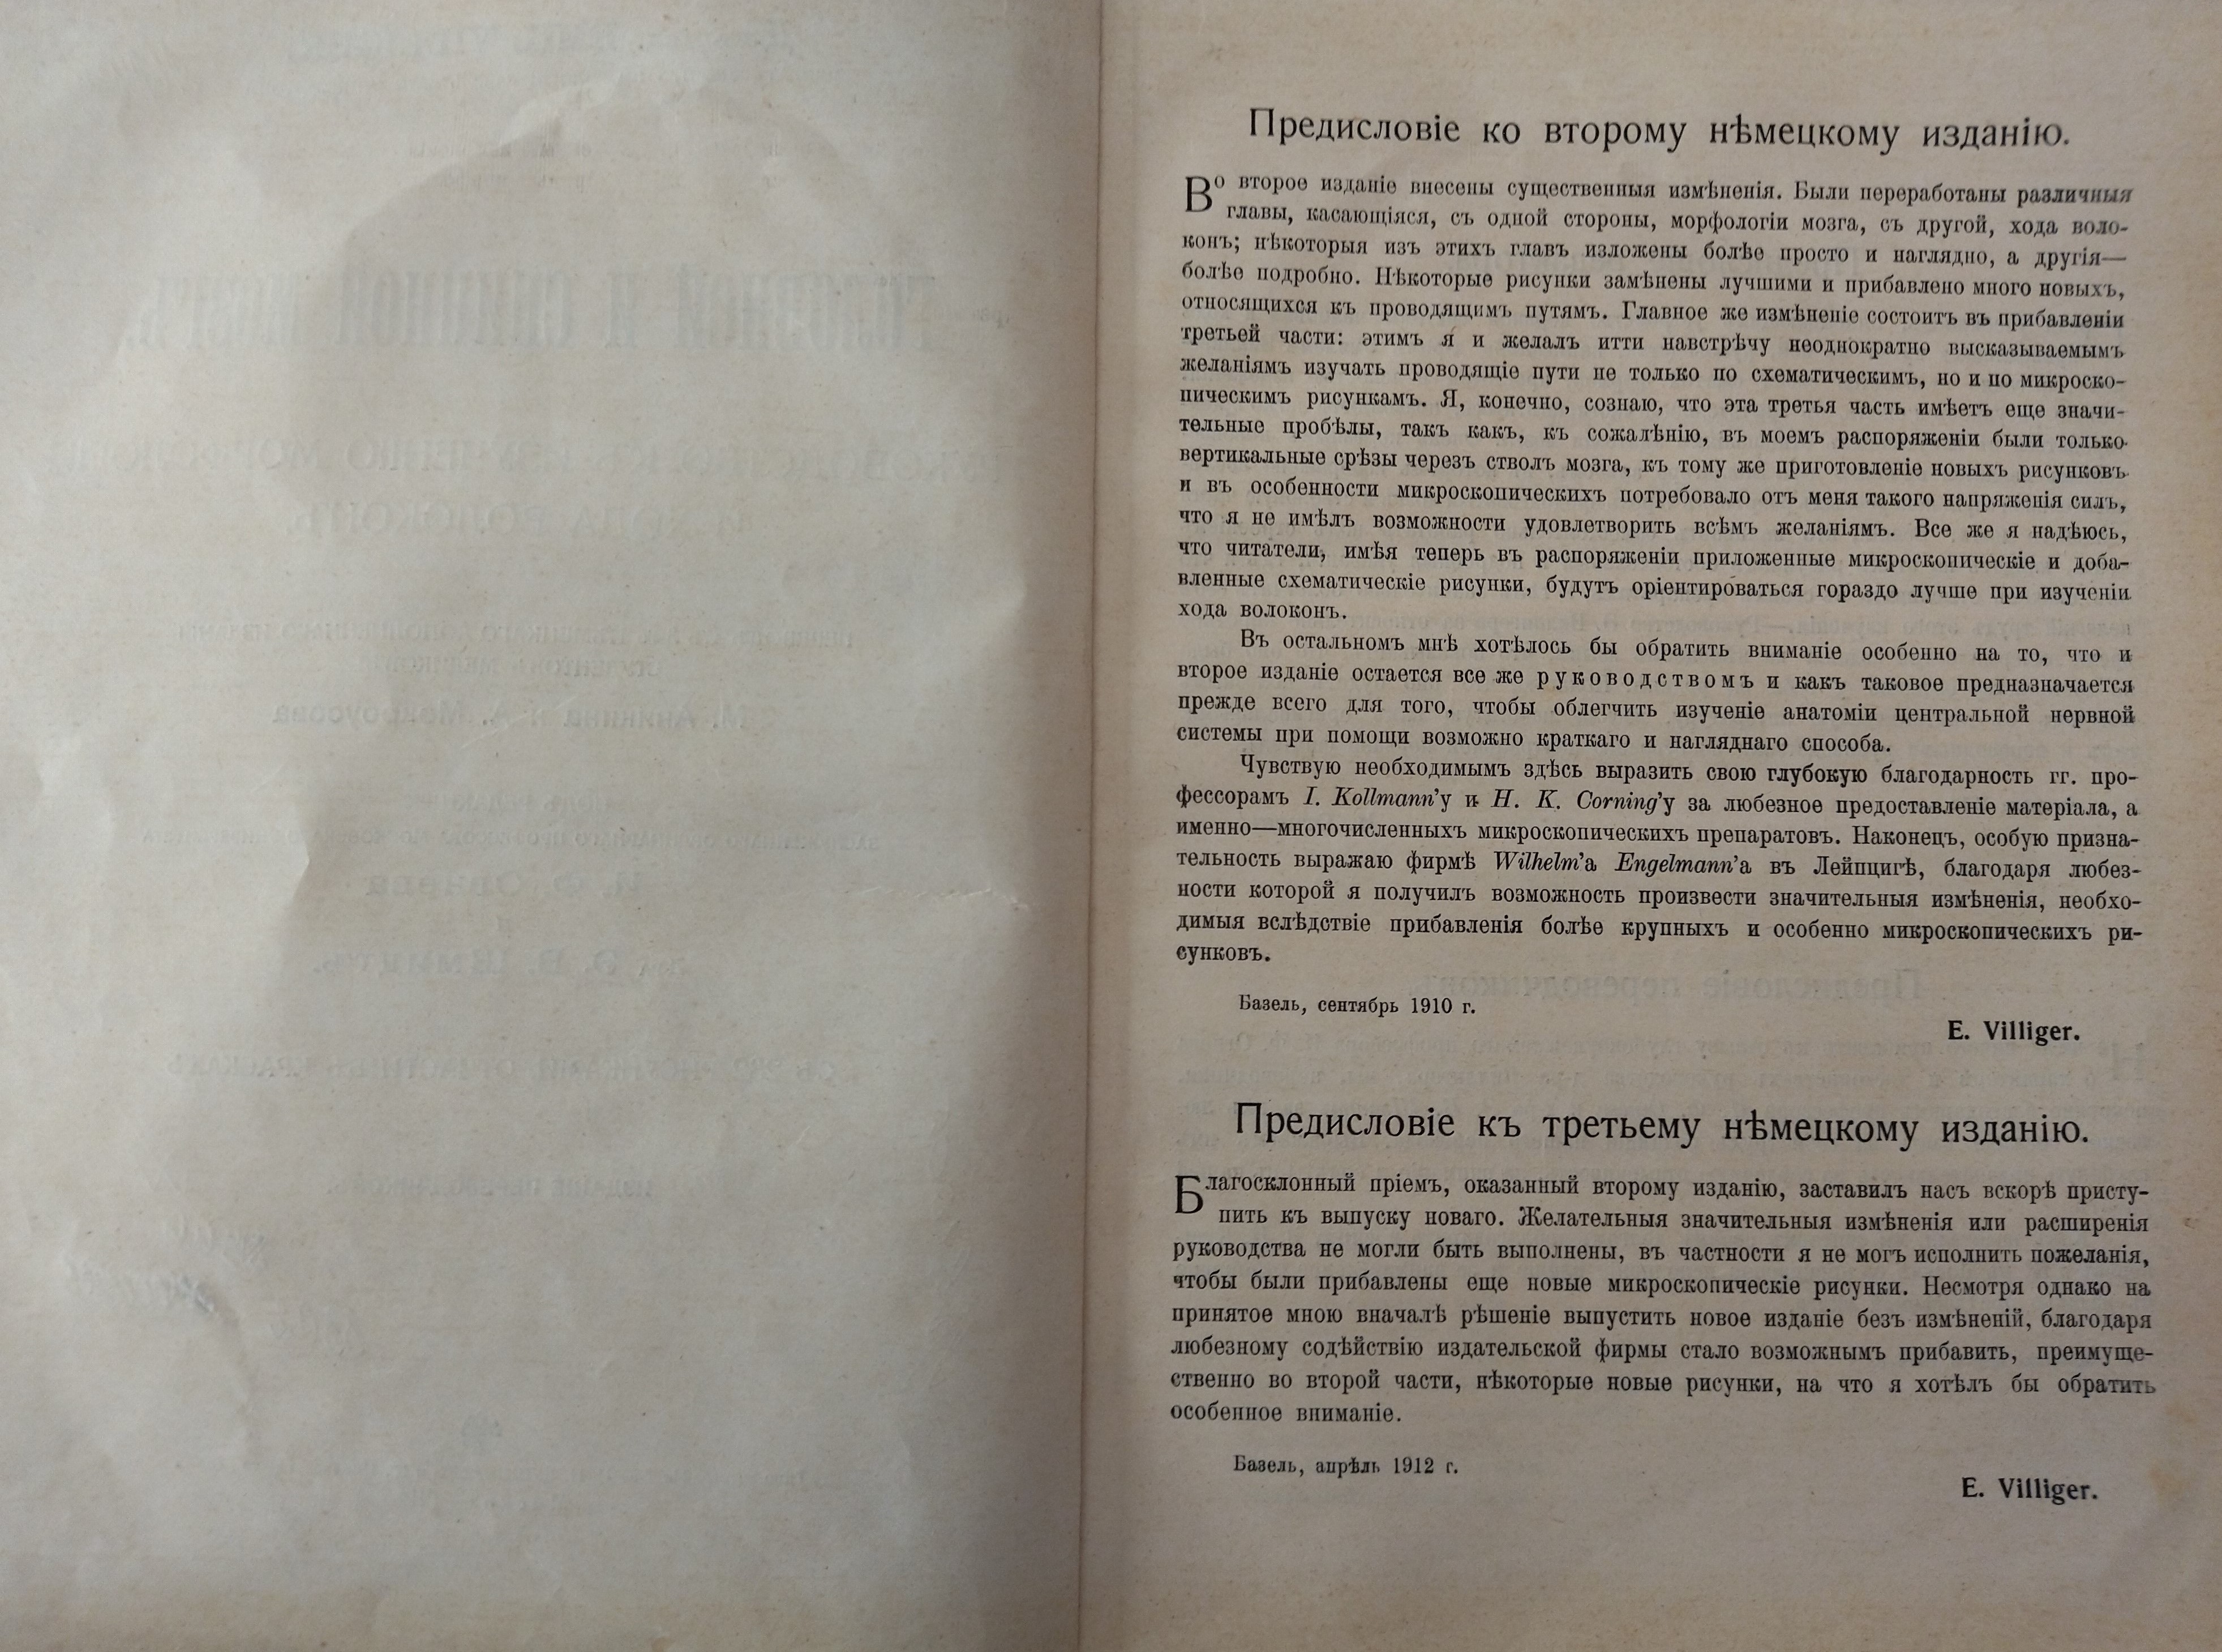 Предисловіе ко второму нѣмецкому изданію.
Во второе изданіе внесены существенныя измѣненія. Были переработаны различныя
главы, касающіяся, съ одной стороны, морфологіи мозга, съ другой, хода воло-
конъ; нѣкоторыя изъ этихъ главъ изложены болѣе просто и наглядно, а другія—
болѣе подробно. Нѣкоторые рисунки замѣнены лучшими и прибавлено много новыхъ,
относящихся къ проводящимъ путямъ. Главное же измѣненіе состоитъ въ прибавленіи
третьей части: этимъ я и желалъ итти навстрѣчу неоднократно высказываемымъ
желаніямъ изучать проводящіе пути не только по схематическимъ, но и по микроско-
пическимъ рисункамъ. Я, конечно, сознаю, что эта третья часть имѣетъ еще значи-
тельные пробѣлы, такъ какъ, къ сожалѣнію, въ моемъ распоряженіи были только
вертикальные срѣзы черезъ стволъ мозга, къ тому же приготовленіе новыхъ рисунковъ
и въ особенности микроскопическихъ потребовало отъ меня такого напряженія силъ,
что я не имѣлъ возможности удовлетворить всѣмъ желаніямъ. Все же я надѣюсь,
что читатели, имѣя теперь въ распоряженіи приложенные микроскопическіе и доба-
вленные схематическіе рисунки, будутъ оріентироваться гораздо лучше при изученіи
хода волоконъ.
Въ остальномъ мнѣ хотѣлось бы обратить вниманіе особенно на то, что и
второе изданіе остается все же руководствомъ и какъ таковое предназначается
прежде всего для того, чтобы облегчить изученіе анатоміи центральной нервной
системы при помощи возможно краткаго и нагляднаго способа.
Чувствую необходимымъ здѣсь выразить свою глубокую благодарность гг. про-
фессорамъ I. Kollmann’у и H. K. Corning’у за любезное предоставленіе матеріала, а
именно—многочисленныхъ микроскопическихъ препаратовъ. Наконецъ, особую призна-
тельность выражаю фирмѣ Wilhelm’а Engelmann’а въ Лейпцигѣ, благодаря любез-
ности которой я получилъ возможность произвести значительныя измѣненія, необхо-
димыя вслѣдствіе прибавленія болѣе крупныхъ и особенно микроскопическихъ ри-
сунковъ.
Базель, сентябрь 1910 г.
E. Villiger.
Предисловіе къ третьему нѣмецкому изданію.
Благосклонный пріемъ, оказанный второму изданію, заставилъ насъ вскорѣ присту-
пить къ выпуску новаго. Желательныя значительныя измѣненія или расширенія
руководства не могли быть выполнены, въ частности я не могъ исполнить пожеланія,
чтобы были прибавлены еще новые микроскопическіе рисунки. Несмотря однако на
принятое мною вначалѣ рѣшеніе выпустить новое изданіе безъ измѣненій, благодаря
любезному содѣйствію издательской фирмы стало возможнымъ прибавить, преимуще-
ственно во второй части, нѣкоторые новые рисунки, на что я хотѣлъ бы обратить
особенное вниманіе.
Базель, апрѣль 1912 г.
E. Villiger.